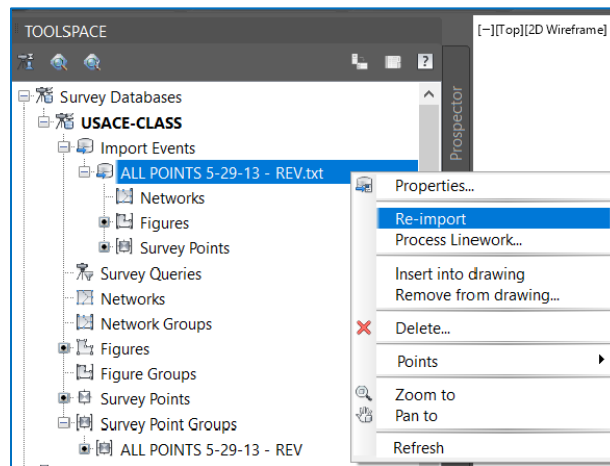 TOOLSPACE
[−][Top][2D Wireframe]
?
Prospector
Survey Databases
USACE-CLASS
Import Events
ALL POINTS 5-29-13 - REV.txt
Networks
Figures
Survey Points
Survey Queries
Networks
Network Groups
Figures
Figure Groups
Survey Points
Survey Point Groups
ALL POINTS 5-29-13 - REV
Properties...
Re-import
Process Linework...
Insert into drawing
Remove from drawing...
Delete...
Points
Zoom to
Pan to
Refresh